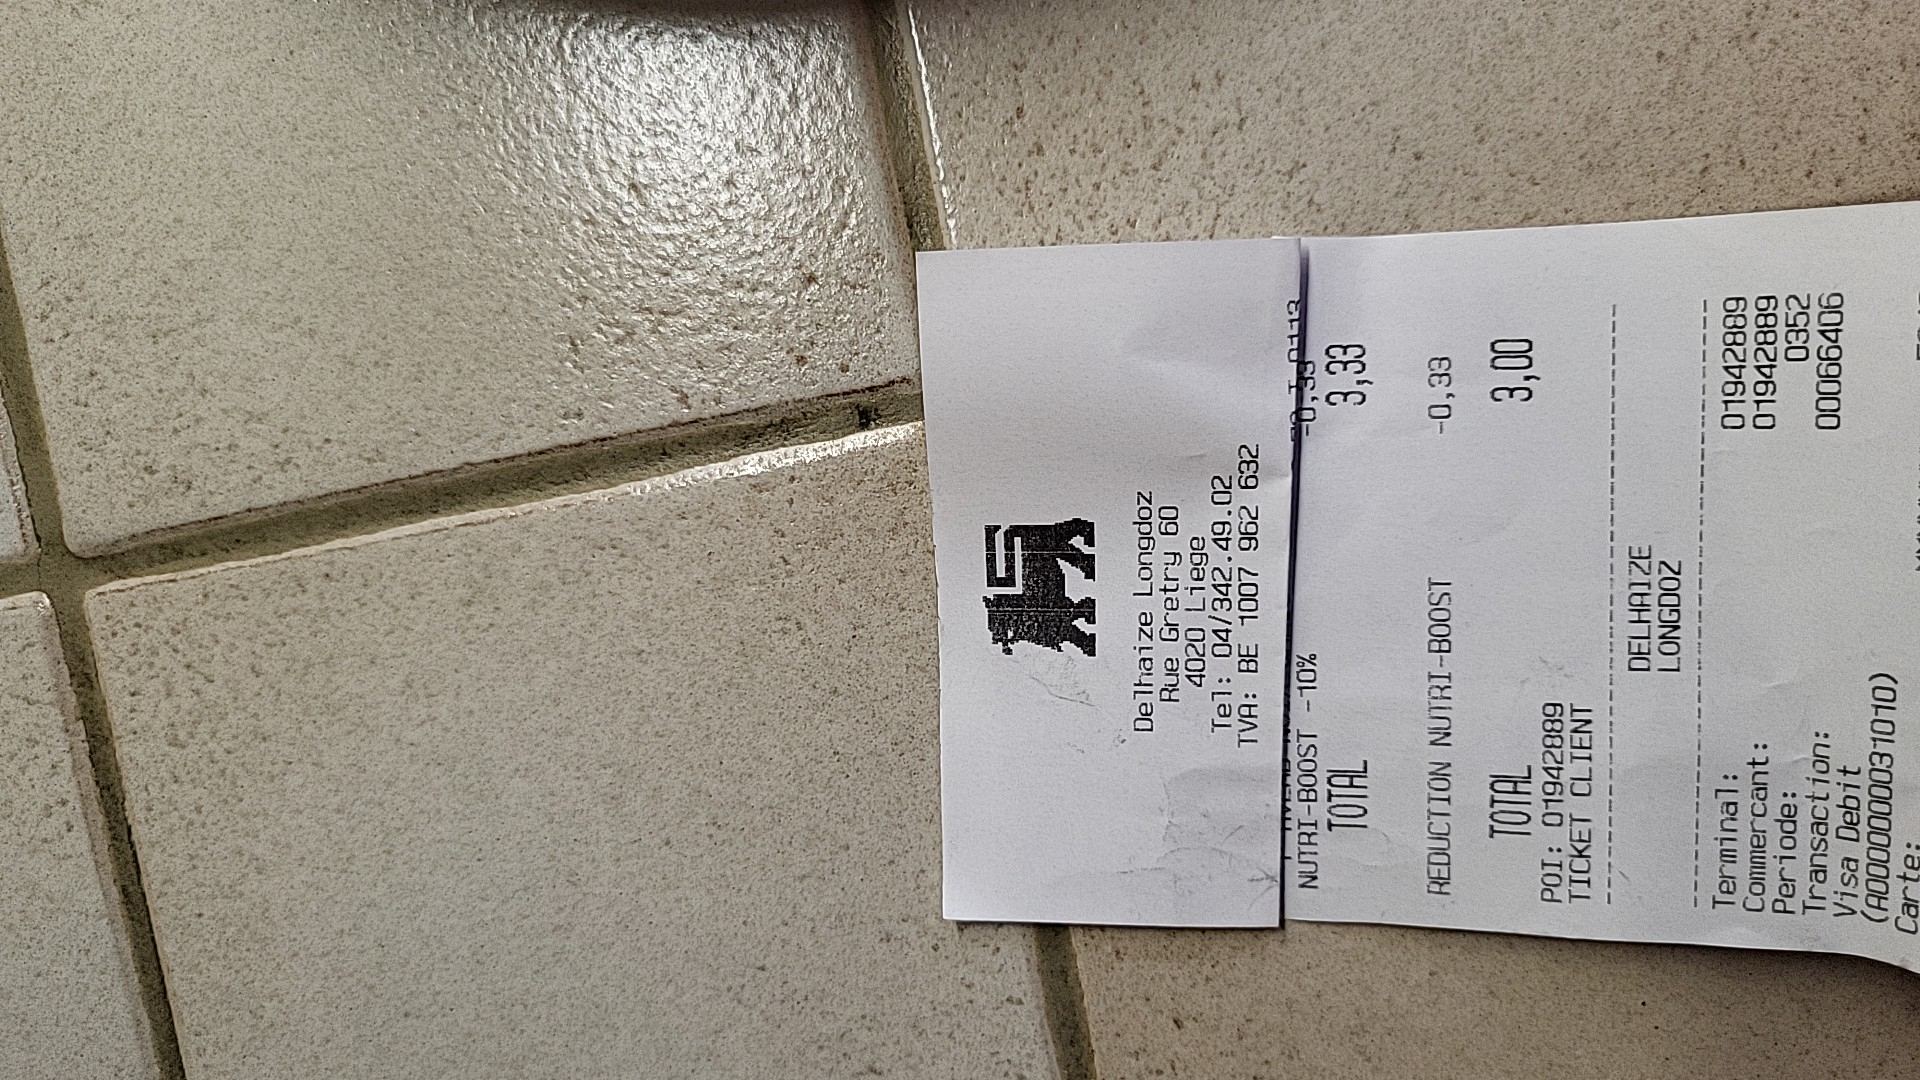 Delhaize Longdoz
Rue Gretry 60
4020 Liege
Tel: 04/342.49.02
TVA: BE 1007 962 632
NUTRI-BOOST -10% -0,33
TOTAL 3,33
REDUCTION NUTRI-BOOST -0,33
TOTAL 3,00
POI: 01942889
TICKET CLIENT
DELHAIZE
LONGDOZ
Terminal: 01942889
Commercant: 01942889
Periode: 0352
Transaction: 00066406
Visa Debit
(A0000000031010)
Carte: